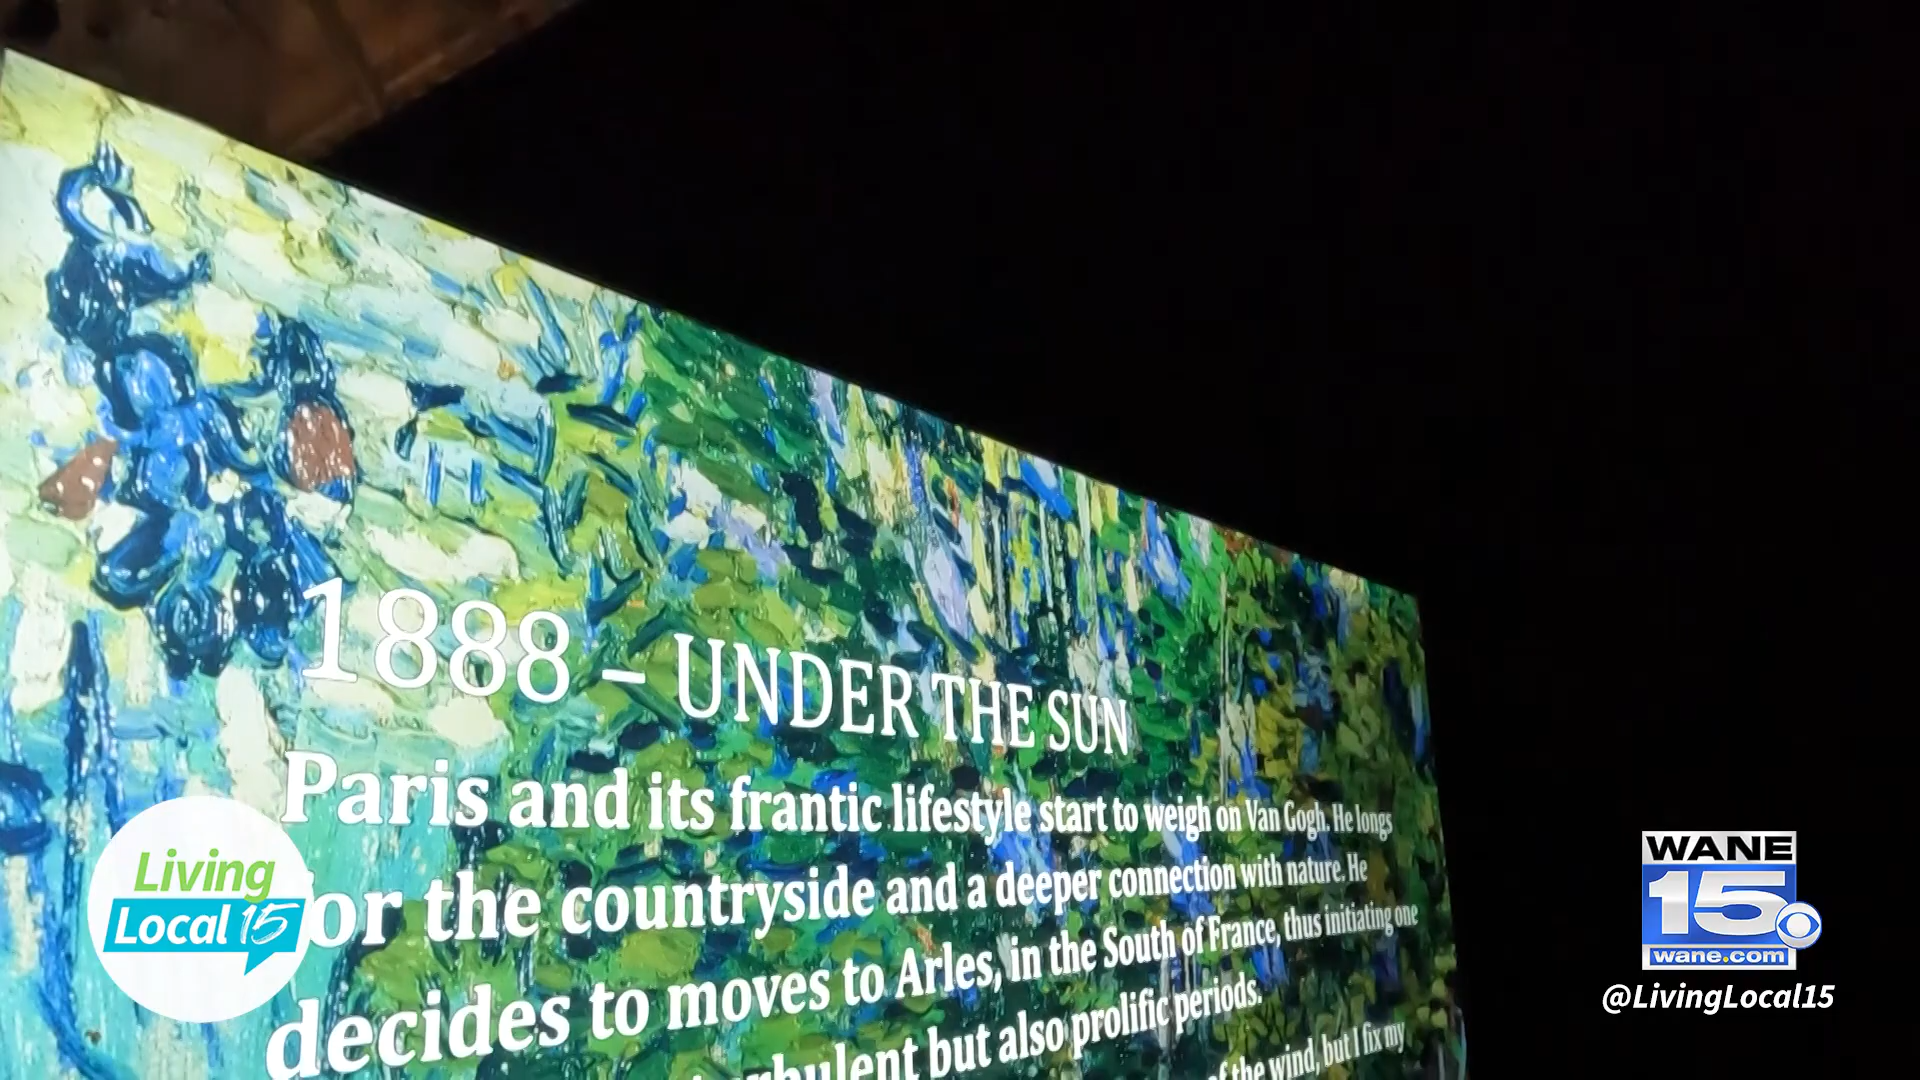 1888 – UNDER THE SUN
Paris and its frantic lifestyle start to weigh on Van Gogh. He longs
or the countryside and a deeper connection with nature. He
decides to moves to Arles, in the South of France, thus initiating one
but also prolific periods.
of the wind, but I fix my
Living
Local 15
WANE
15
wane.com
@LivingLocal15